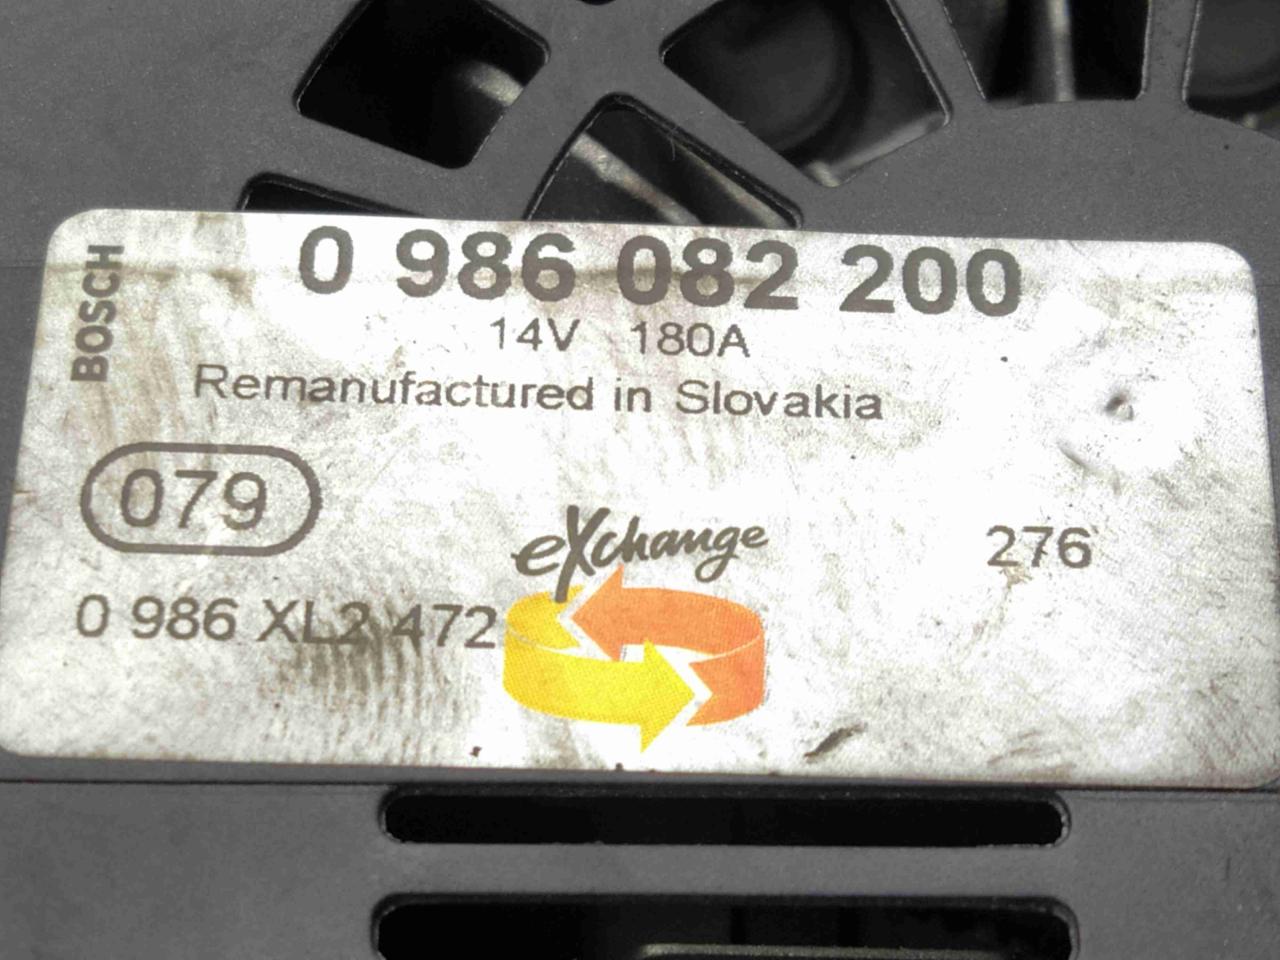 BOSCH
0 986 082 200
14V 180A
Remanufactured in Slovakia
079
eXchange
276
0 986 XL2 472